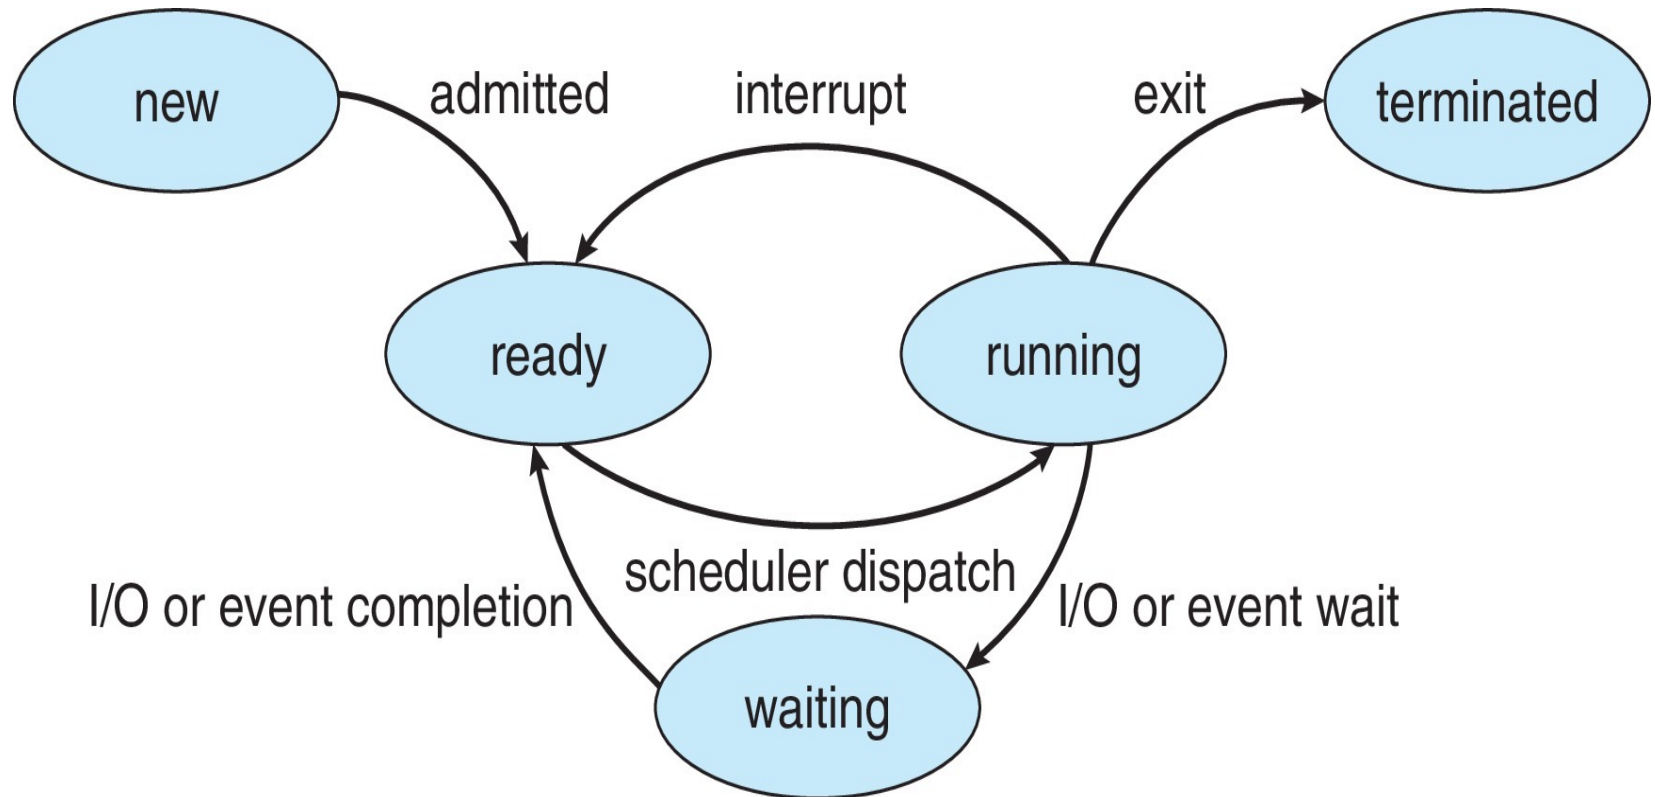 new
admitted
interrupt
exit
terminated
ready
running
scheduler dispatch
I/O or event completion
I/O or event wait
waiting